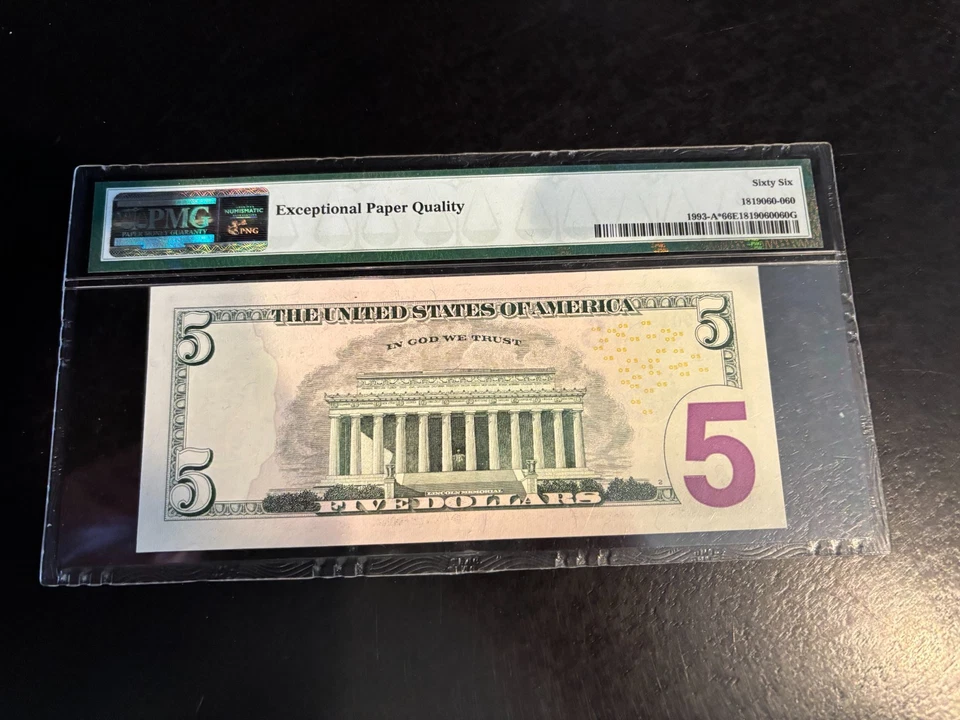 PMG
PAPER MONEY GUARANTY
NUMISMATIC
PNG
Exceptional Paper Quality
Sixty Six
1819060-060
1993-A*66E1819060060G
THE UNITED STATES OF AMERICA
IN GOD WE TRUST
5
5
5
5
2
LINCOLN MEMORIAL
FIVE DOLLARS